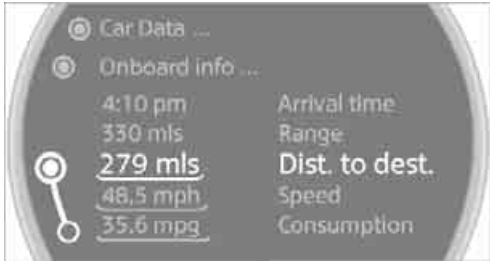 Car Data ...
Onboard info ...
4:10 pm Arrival time
330 mls Range
279 mls Dist. to dest.
48.5 mph Speed
35.6 mpg Consumption